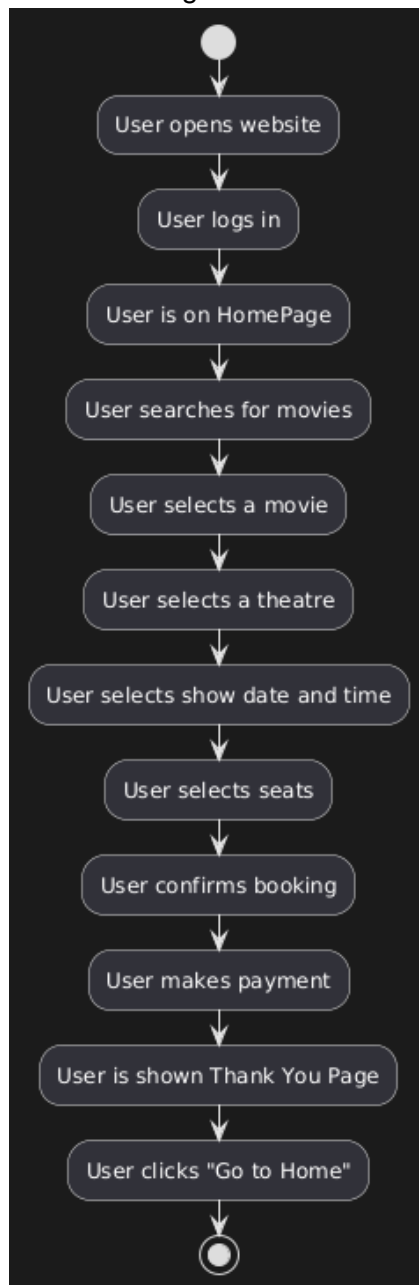 User opens website
User logs in
User is on HomePage
User searches for movies
User selects a movie
User selects a theatre
User selects show date and time
User selects seats
User confirms booking
User makes payment
User is shown Thank You Page
User clicks "Go to Home"